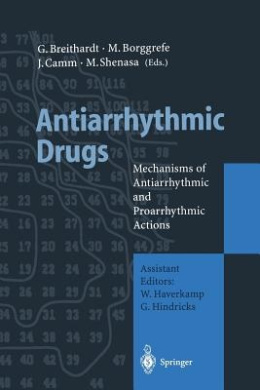 G. Breithardt • M. Borggrefe
J. Camm • M. Shenasa (Eds.)
Antiarrhythmic
Drugs
Mechanisms of
Antiarrhythmic
and
Proarrhythmic
Actions
Assistant
Editors:
W. Haverkamp
G. Hindricks
Springer